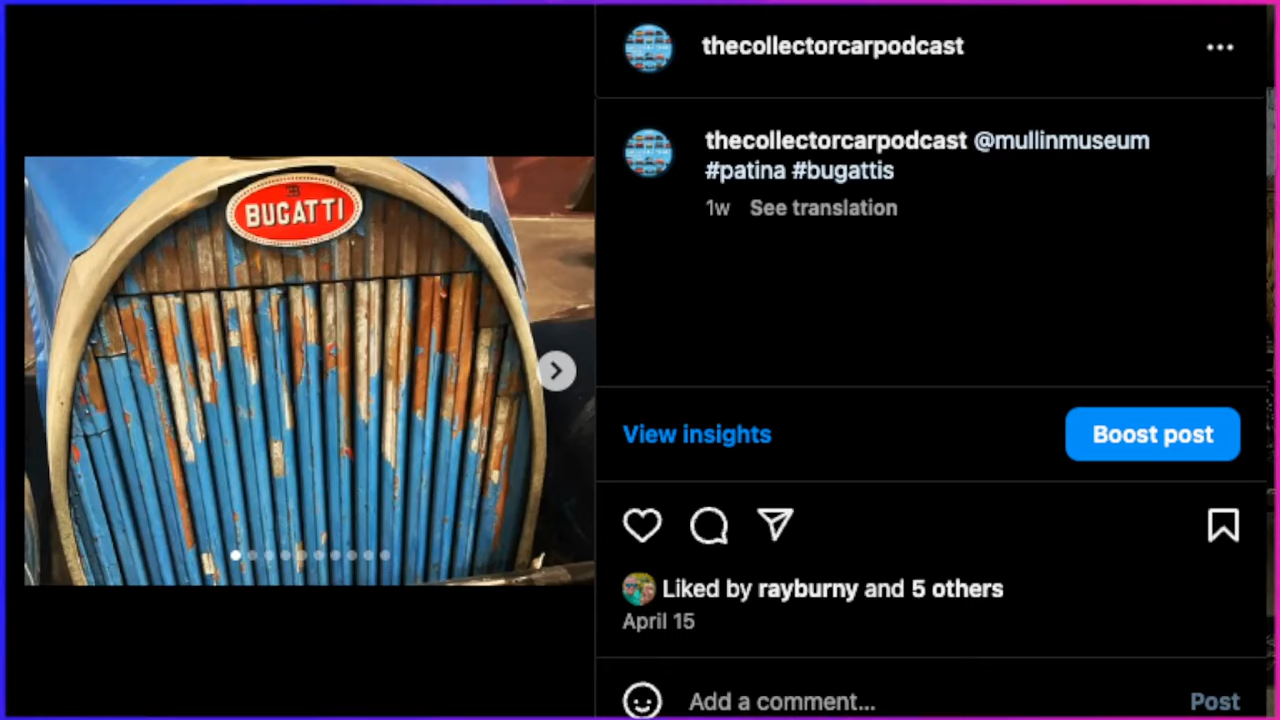 BUGATTI
thecollectorcarpodcast
thecollectorcarpodcast @mullinmuseum
#patina #bugattis
1w See translation
View insights
Boost post
Liked by rayburny and 5 others
April 15
Add a comment...
Post